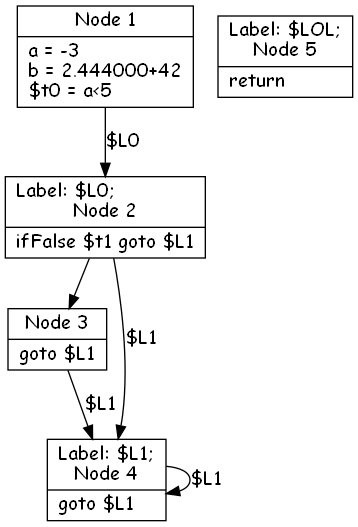 Node 1
a = -3
b = 2.444000+42
$t0 = a<5
Label: $LOL;
Node 5
return
$L0
Label: $L0;
Node 2
ifFalse $t1 goto $L1
Node 3
goto $L1
$L1
$L1
Label: $L1;
Node 4
goto $L1
$L1